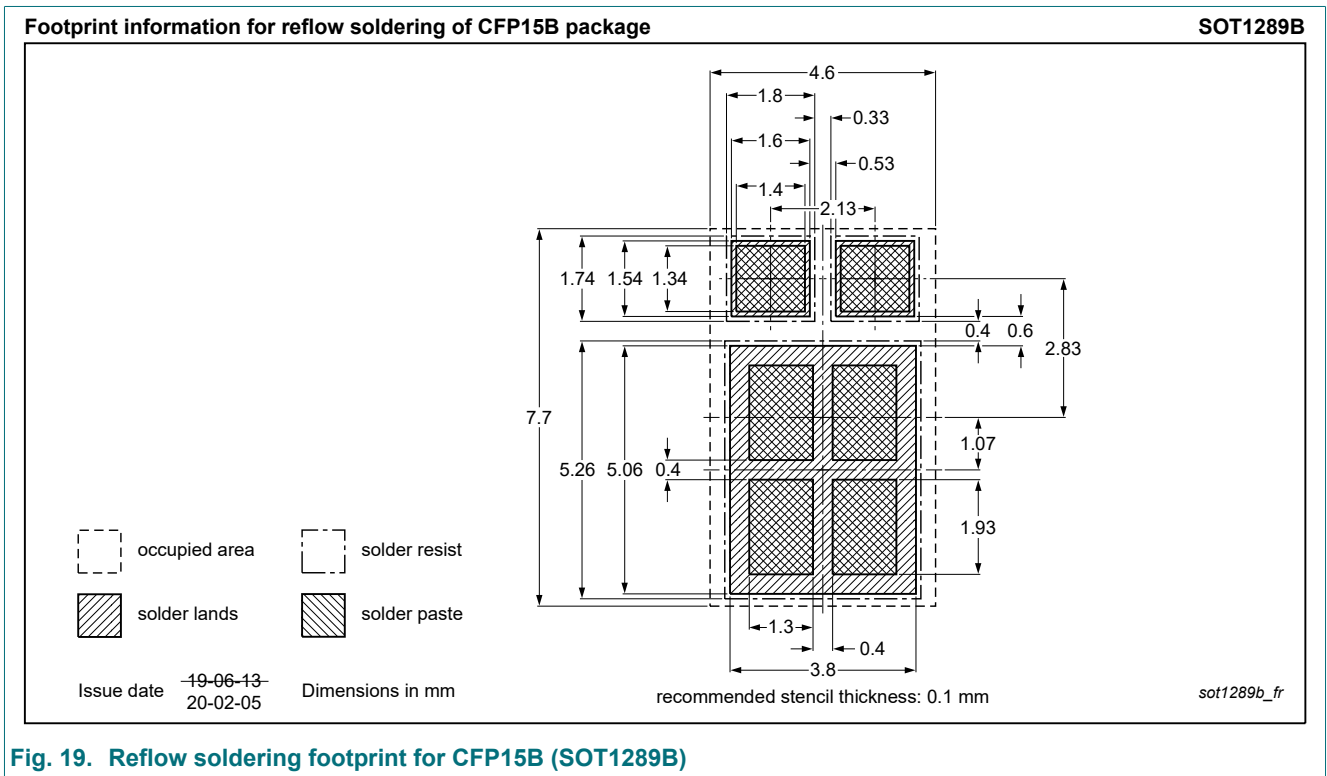 Footprint information for reflow soldering of CFP15B package SOT1289B
4.6
1.8
0.33
1.6
0.53
1.4
2.13
1.74 1.54 1.34
0.4 0.6
2.83
7.7
1.07
5.26 5.06 0.4
1.93
occupied area solder resist
solder lands solder paste
1.3
0.4
3.8
Issue date 19-06-13 Dimensions in mm
20-02-05
recommended stencil thickness: 0.1 mm
sot1289b_fr
Fig. 19. Reflow soldering footprint for CFP15B (SOT1289B)